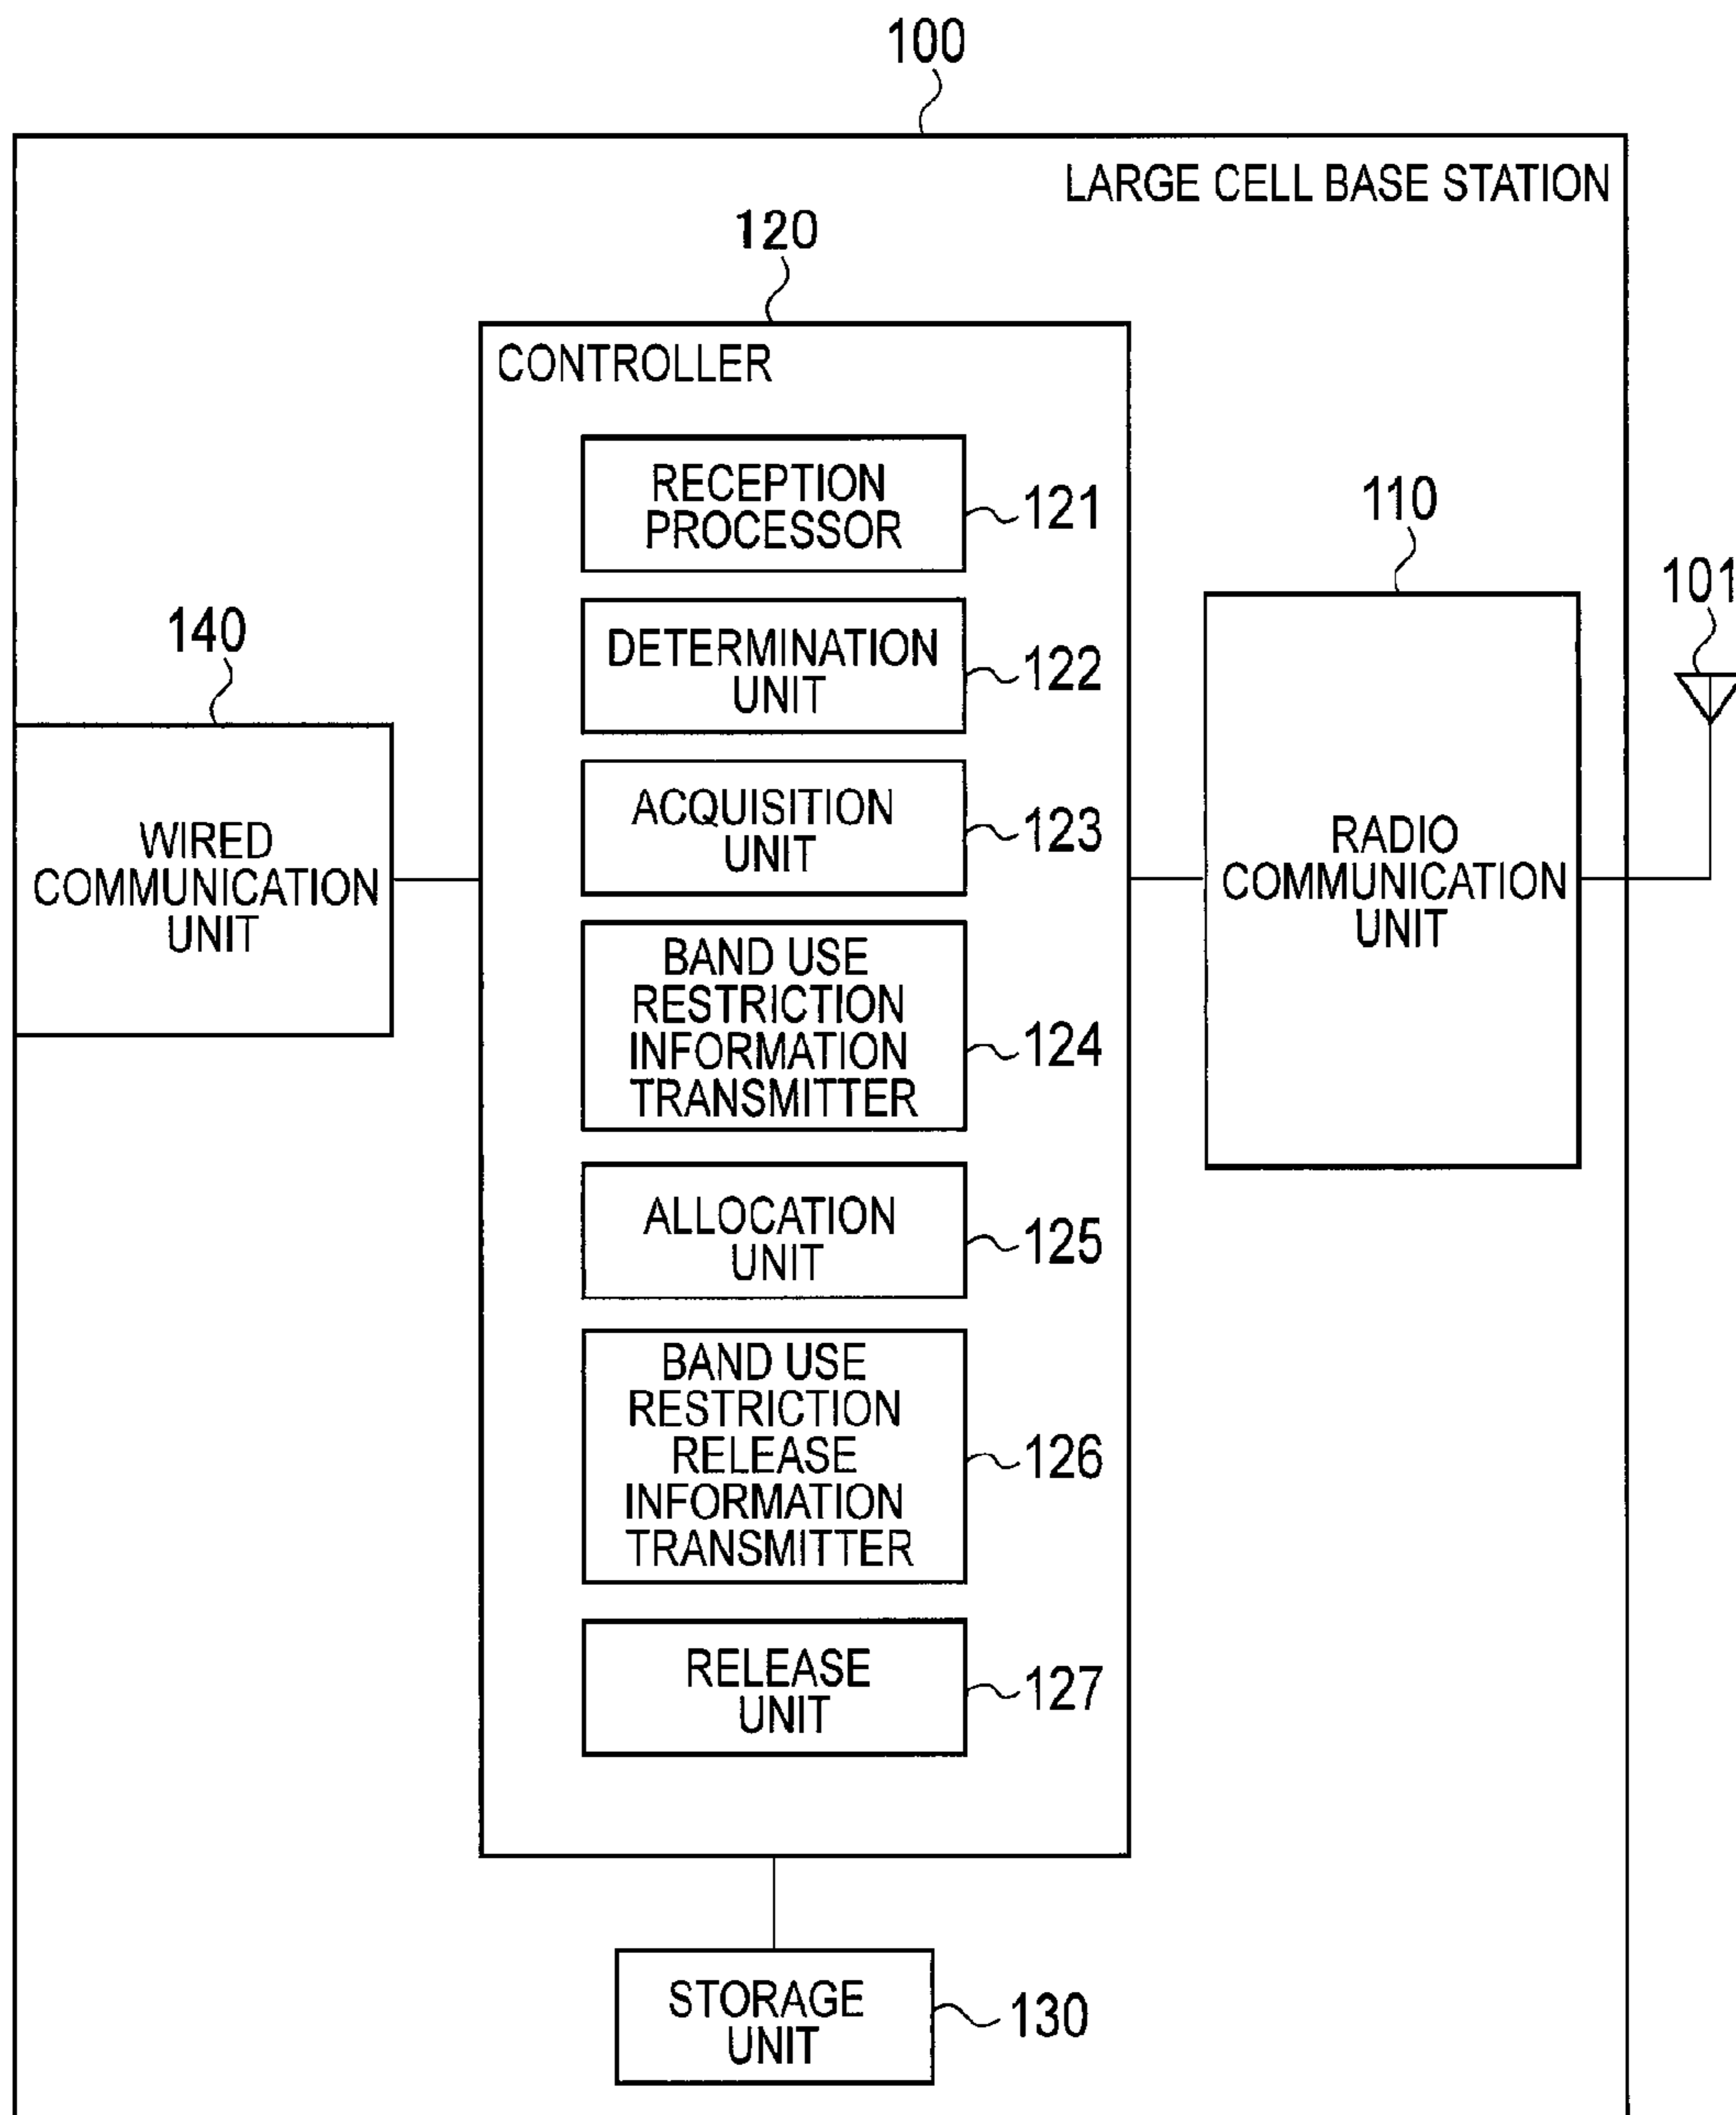 100
LARGE CELL BASE STATION
120
CONTROLLER
RECEPTION
PROCESSOR
121
110
101
DETERMINATION
UNIT
122
140
ACQUISITION
UNIT
123
WIRED
COMMUNICATION
UNIT
RADIO
COMMUNICATION
UNIT
BAND USE
RESTRICTION
INFORMATION
TRANSMITTER
124
ALLOCATION
UNIT
125
BAND USE
RESTRICTION
RELEASE
INFORMATION
TRANSMITTER
126
RELEASE
UNIT
127
STORAGE
UNIT
130